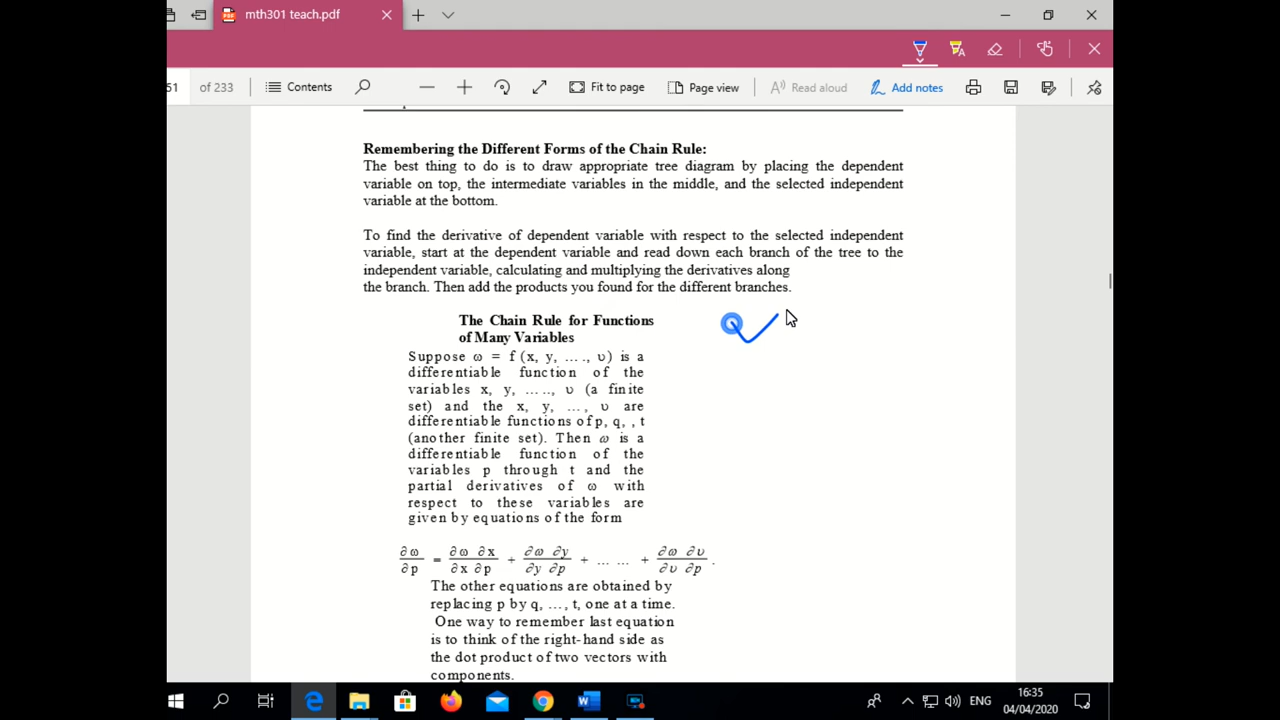 mth301 teach.pdf
51 of 233 Contents Fit to page Page view Read aloud Add notes
Remembering the Different Forms of the Chain Rule:
The best thing to do is to draw appropriate tree diagram by placing the dependent
variable on top, the intermediate variables in the middle, and the selected independent
variable at the bottom.
To find the derivative of dependent variable with respect to the selected independent
variable, start at the dependent variable and read down each branch of the tree to the
independent variable, calculating and multiplying the derivatives along
the branch. Then add the products you found for the different branches.
The Chain Rule for Functions
of Many Variables
Suppose ω = f (x, y, …., υ) is a
differentiable function of the
variables x, y, ….., υ (a finite
set) and the x, y, …, υ are
differentiable functions of p, q, , t
(another finite set). Then ω is a
differentiable function of the
variables p through t and the
partial derivatives of ω with
respect to these variables are
given by equations of the form
∂ω/∂p = ∂ω/∂x ∂x/∂p + ∂ω/∂y ∂y/∂p + … … + ∂ω/∂υ ∂υ/∂p .
The other equations are obtained by
replacing p by q, …, t, one at a time.
One way to remember last equation
is to think of the right-hand side as
the dot product of two vectors with
components.
ENG
16:35
04/04/2020